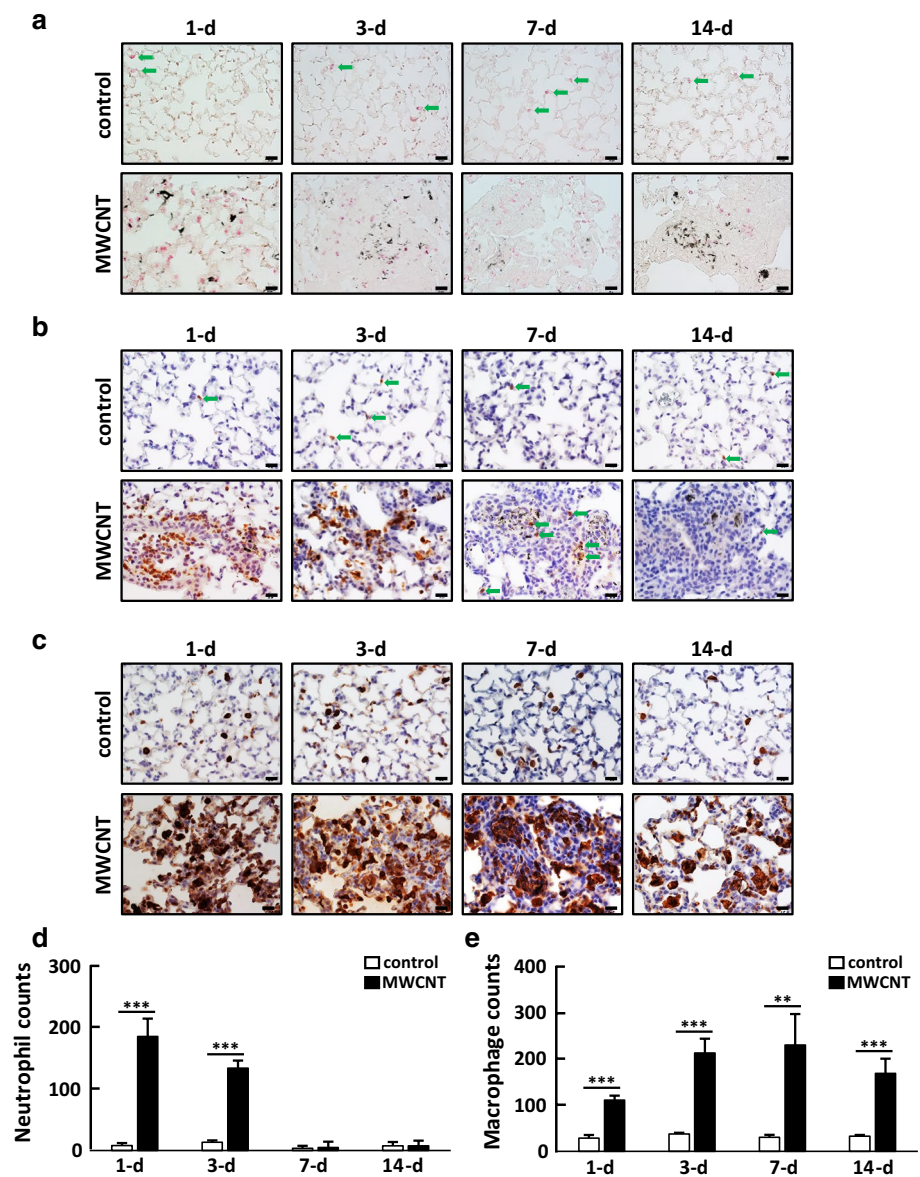 a
1-d 3-d 7-d 14-d
control
MWCNT
b
1-d 3-d 7-d 14-d
control
MWCNT
c
1-d 3-d 7-d 14-d
control
MWCNT
d
Neutrophil counts
300
200
100
0
control
MWCNT
***
***
1-d 3-d 7-d 14-d
e
Macrophage counts
400
300
200
100
0
control
MWCNT
***
***
**
***
1-d 3-d 7-d 14-d